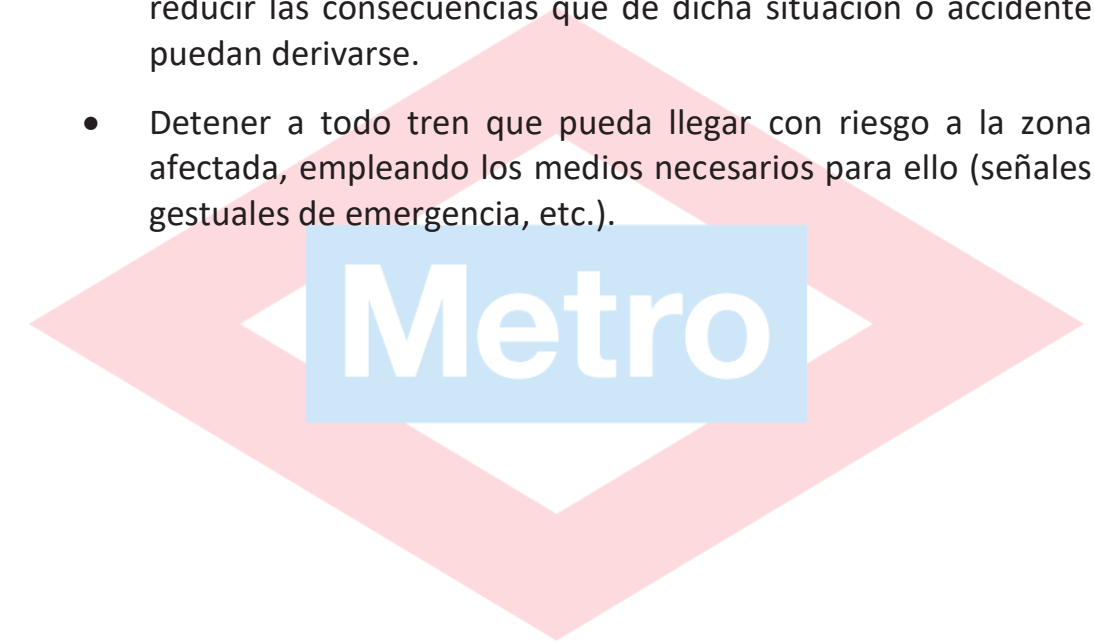 reducir las consecuencias que de dicha situación o accidente
puedan derivarse.
• Detener a todo tren que pueda llegar con riesgo a la zona
afectada, empleando los medios necesarios para ello (señales
gestuales de emergencia, etc.).
Metro